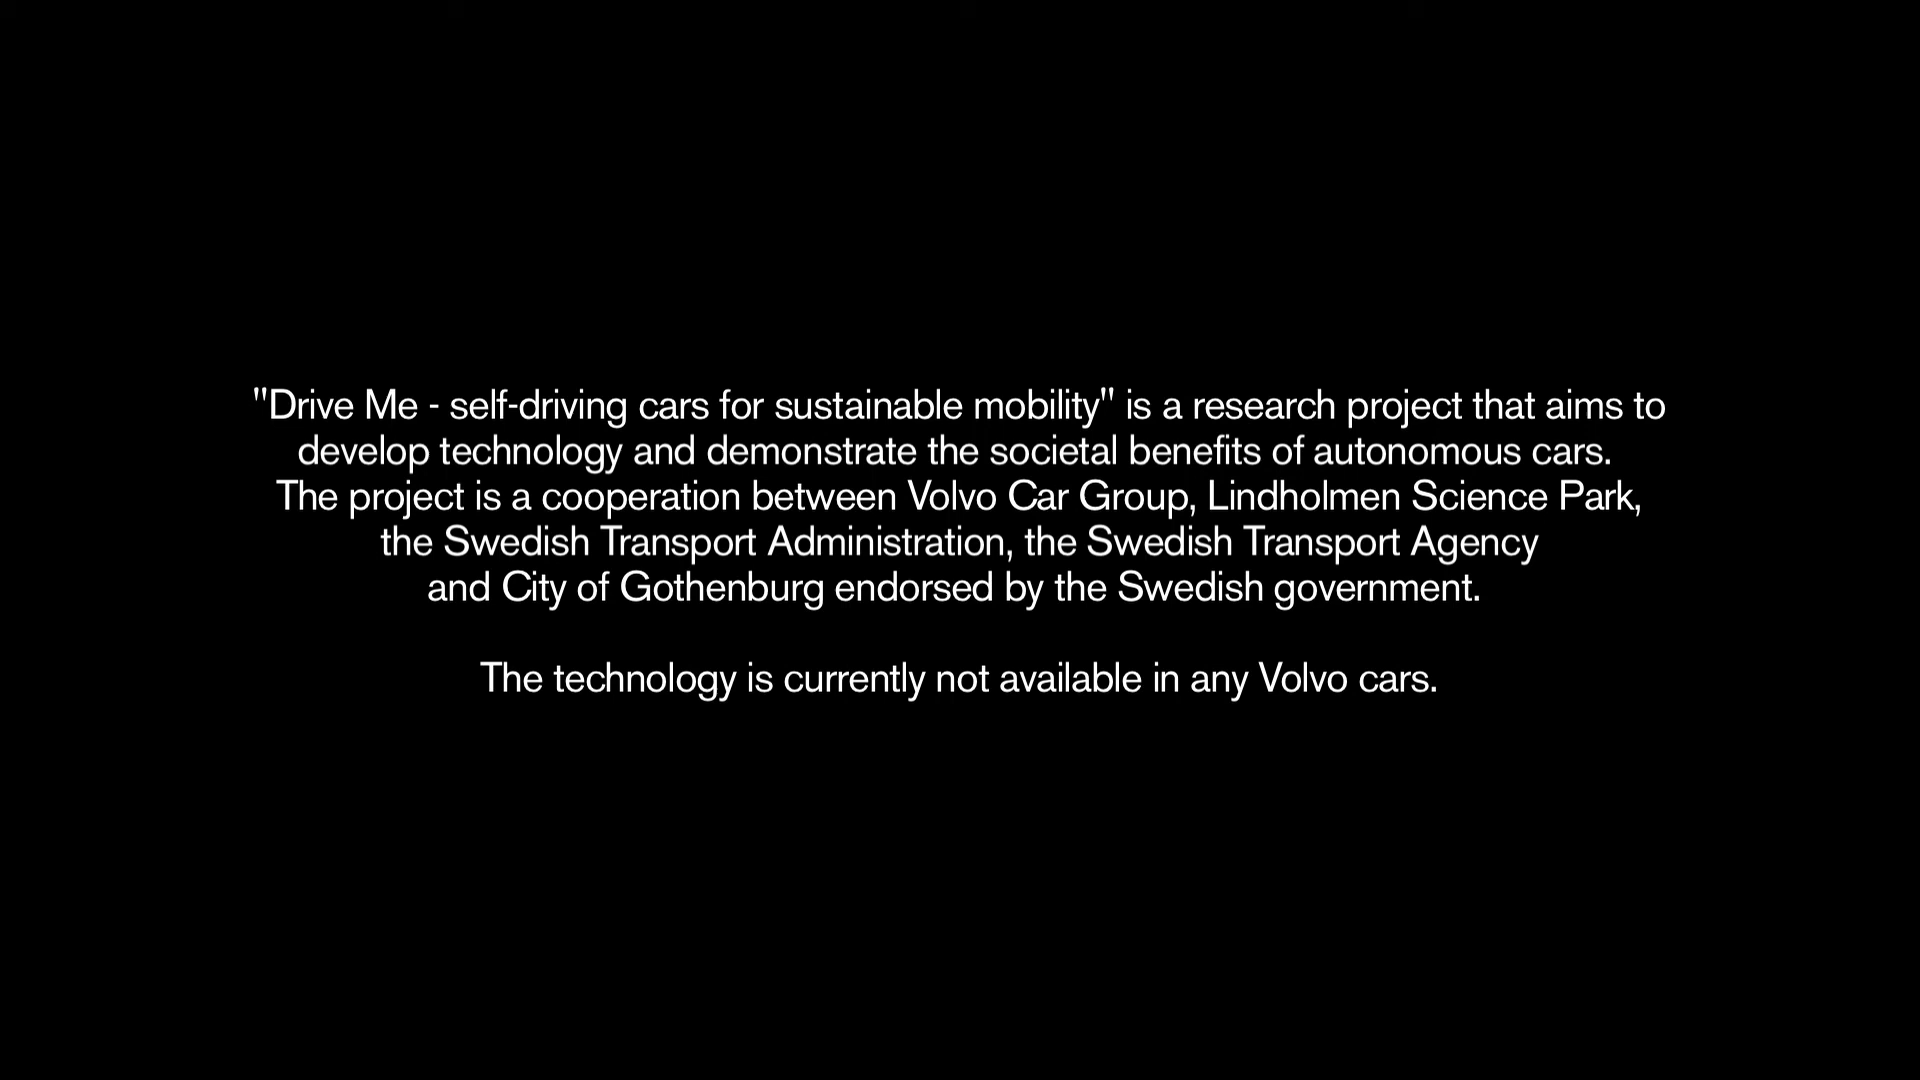 "Drive Me - self-driving cars for sustainable mobility" is a research project that aims to
develop technology and demonstrate the societal benefits of autonomous cars.
The project is a cooperation between Volvo Car Group, Lindholmen Science Park,
the Swedish Transport Administration, the Swedish Transport Agency
and City of Gothenburg endorsed by the Swedish government.
The technology is currently not available in any Volvo cars.